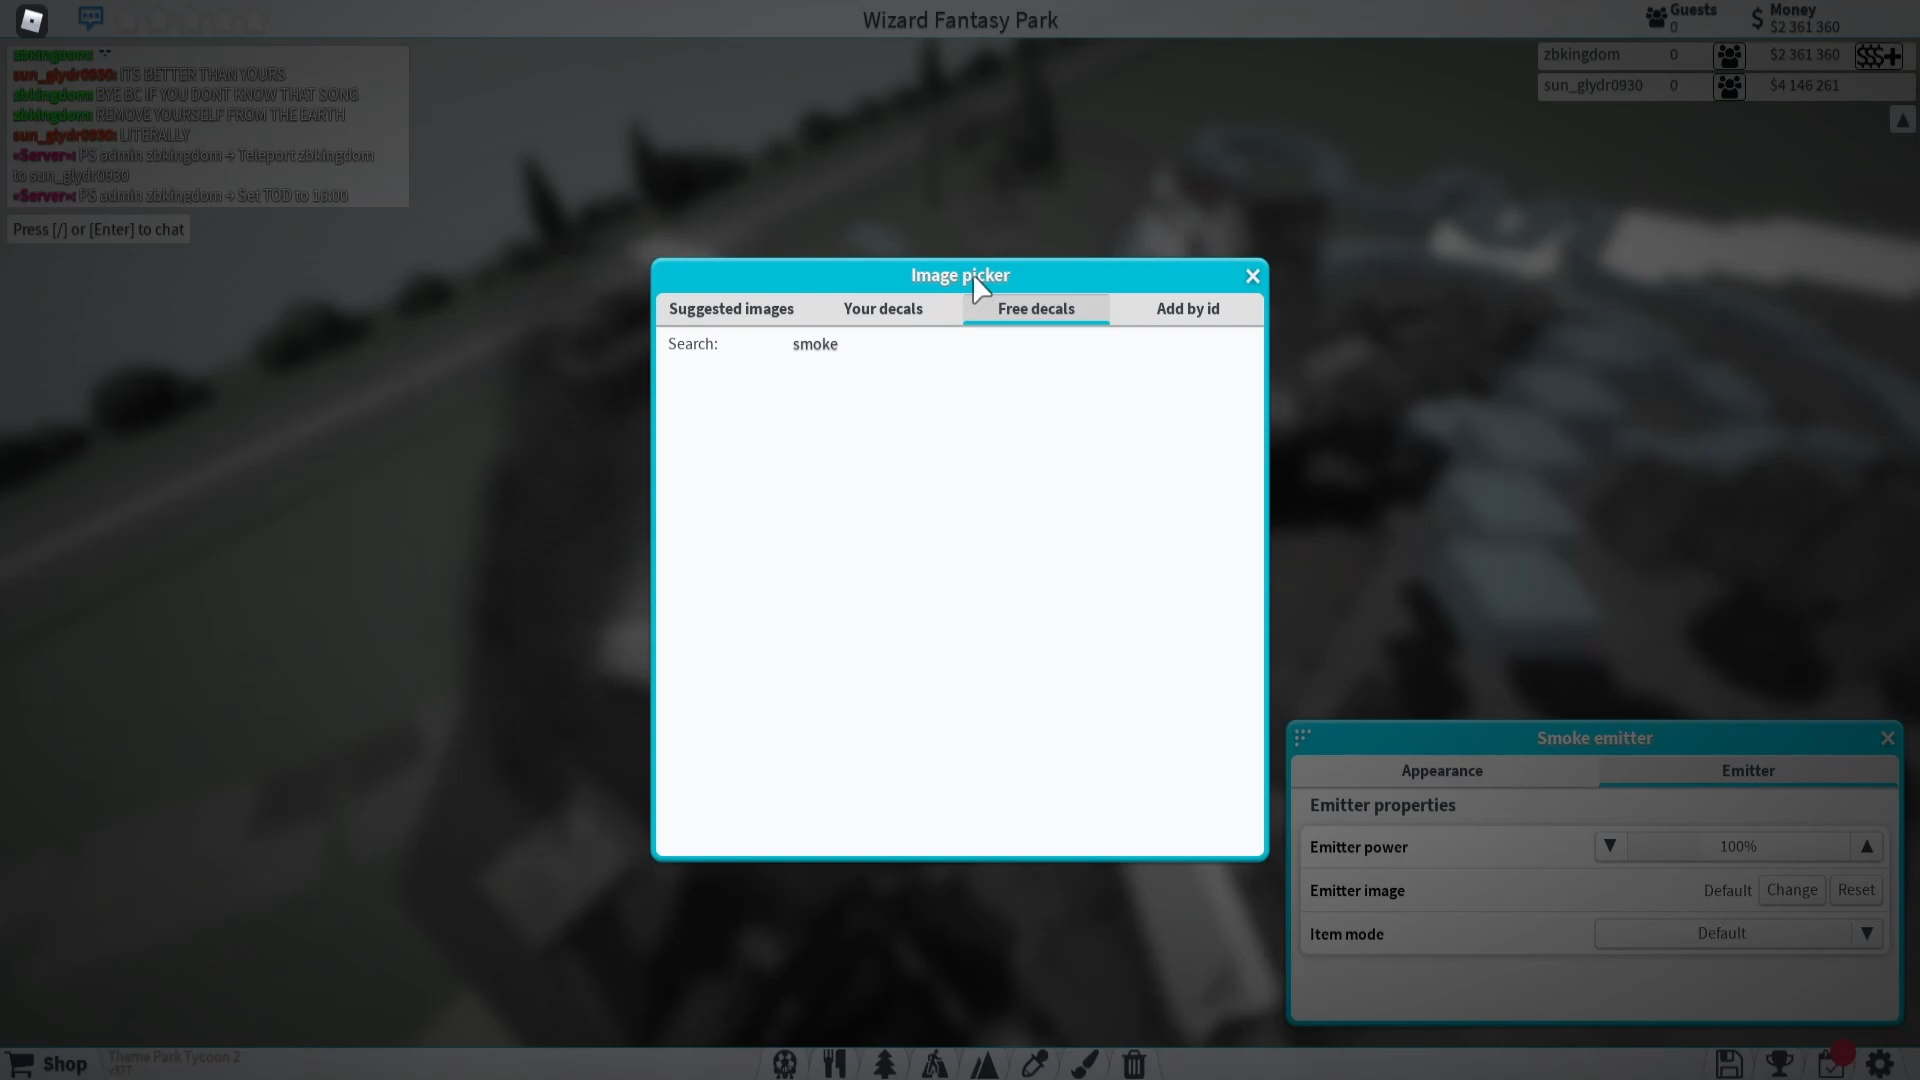 Wizard Fantasy Park
Guests
0
Money
$2 361 360
zbkingdom 0 $2 361 360
sun_glydr0930 0 $4 146 261
zbkingdom: ^^
sun_glydr0930: ITS BETTER THAN YOURS
zbkingdom: BYE BC IF YOU DONT KNOW THAT SONG
zbkingdom: REMOVE YOURSELF FROM THE EARTH
sun_glydr0930: LITERALLY
«Server»: PS admin zbkingdom → Teleport zbkingdom
to sun_glydr0930
«Server»: PS admin zbkingdom → Set TOD to 16:00
Press [/] or [Enter] to chat
Image picker
Suggested images Your decals Free decals Add by id
Search: smoke
Smoke emitter
Appearance Emitter
Emitter properties
Emitter power 100%
Emitter image Default Change Reset
Item mode Default
Shop
Theme Park Tycoon 2